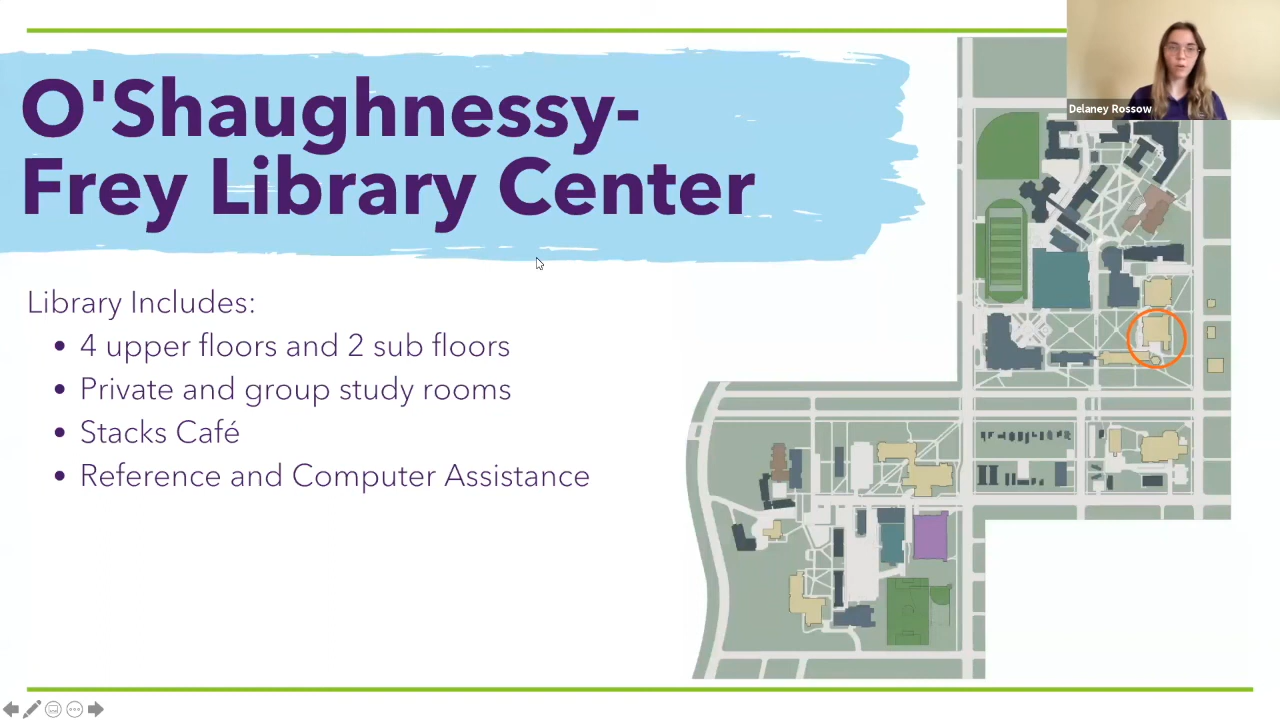 O'Shaughnessy-
Frey Library Center
Delaney Rossow
Library Includes:
• 4 upper floors and 2 sub floors
• Private and group study rooms
• Stacks Café
• Reference and Computer Assistance